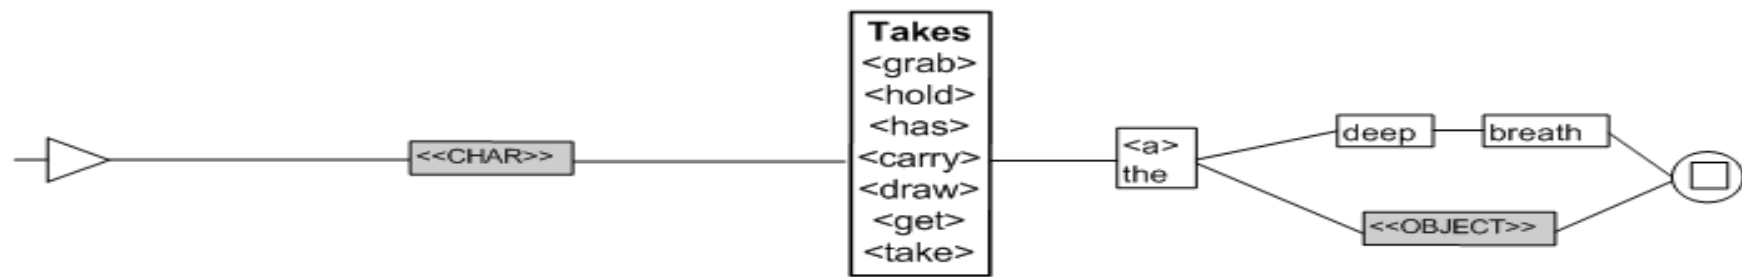 <<CHAR>>
Takes
<grab>
<hold>
<has>
<carry>
<draw>
<get>
<take>
<a>
the
deep
breath
<<OBJECT>>